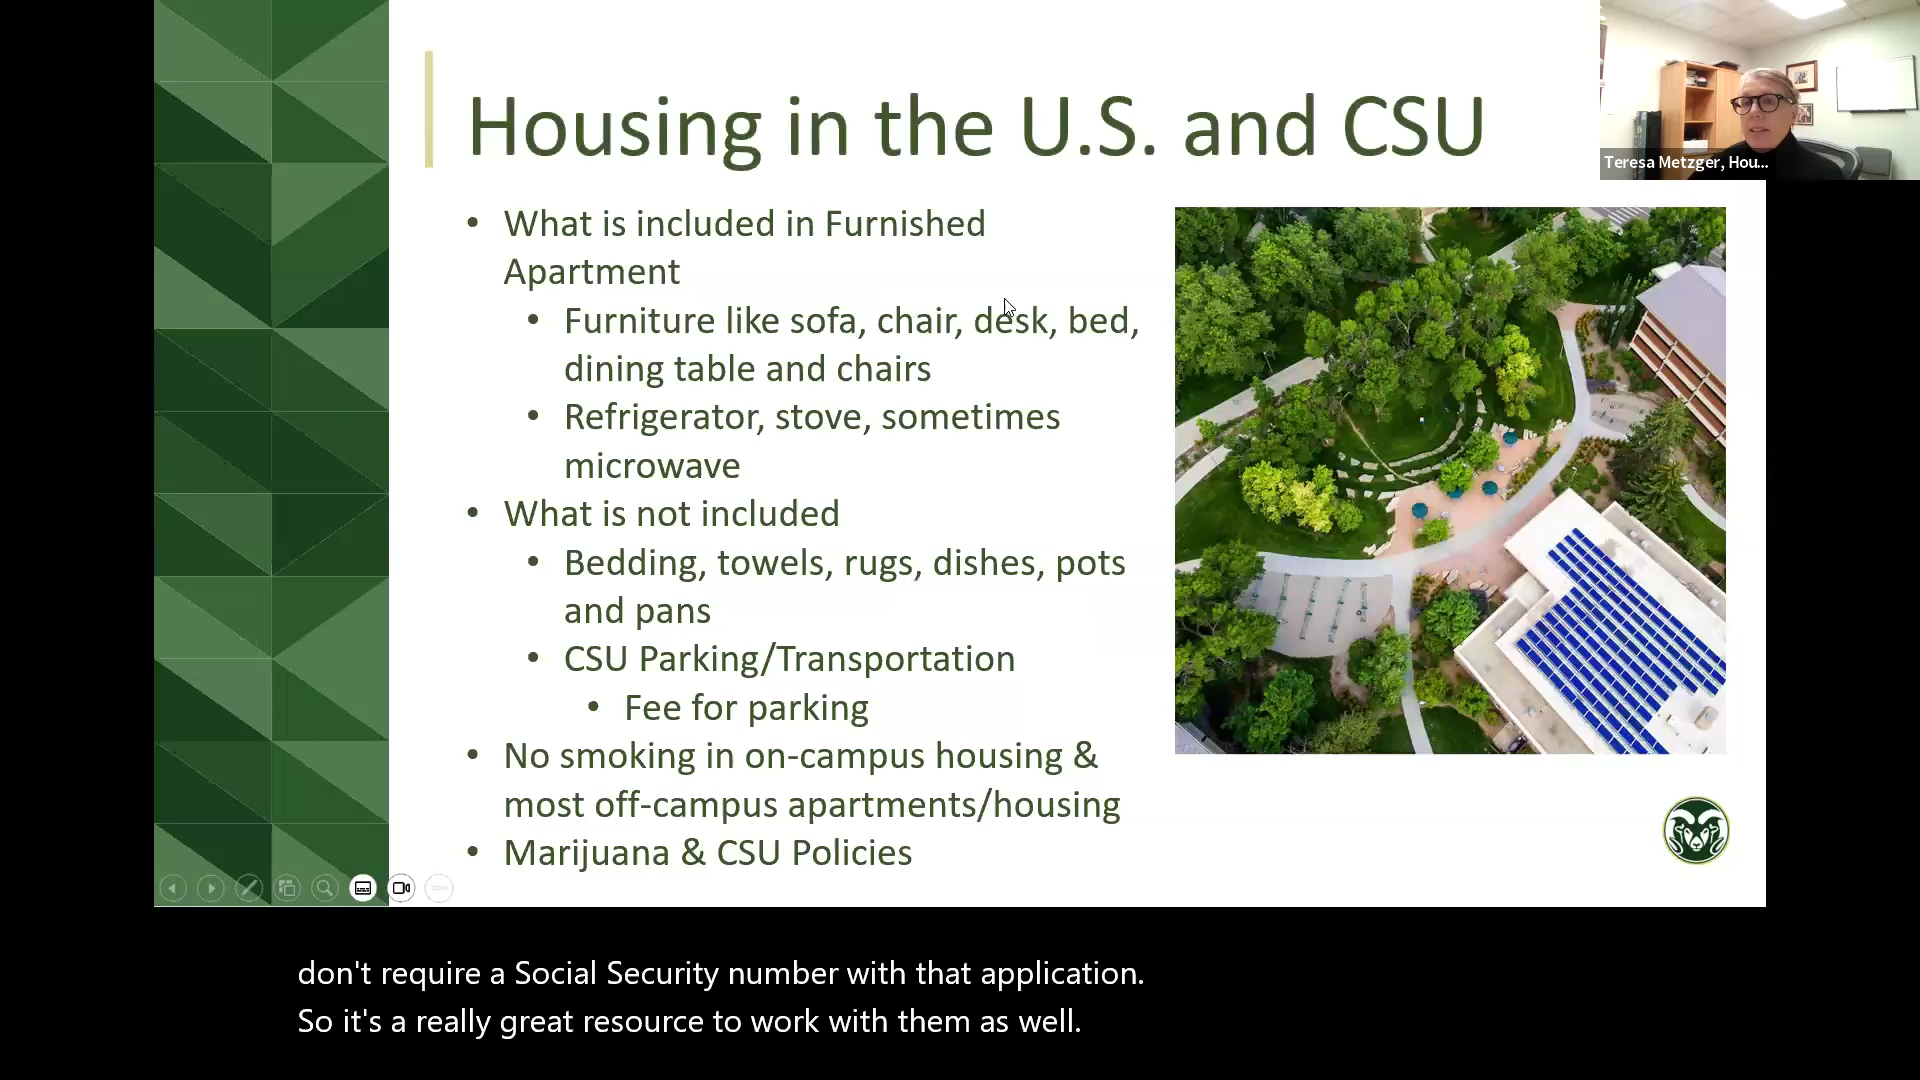 Housing in the U.S. and CSU
Teresa Metzger, Hou...
• What is included in Furnished
Apartment
• Furniture like sofa, chair, desk, bed,
dining table and chairs
• Refrigerator, stove, sometimes
microwave
• What is not included
• Bedding, towels, rugs, dishes, pots
and pans
• CSU Parking/Transportation
• Fee for parking
• No smoking in on-campus housing &
most off-campus apartments/housing
• Marijuana & CSU Policies
don't require a Social Security number with that application.
So it's a really great resource to work with them as well.